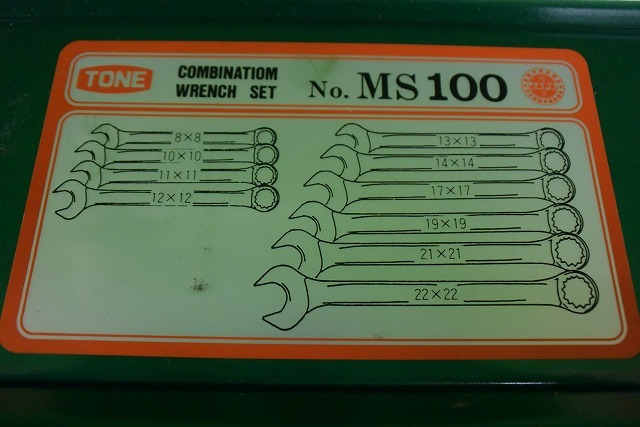 TONE
COMBINATIOM
WRENCH SET
No. MS 100
JAPA
8×8
10×10
11×11
12×12
13×13
14×14
17×17
19×19
21×21
22×22